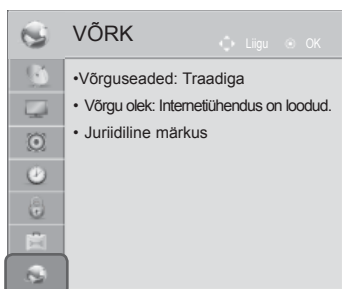 VÕRK
Liigu OK
•Võrguseaded: Traadiga
• Võrgu olek: Internetiühendus on loodud.
• Juriidiline märkus